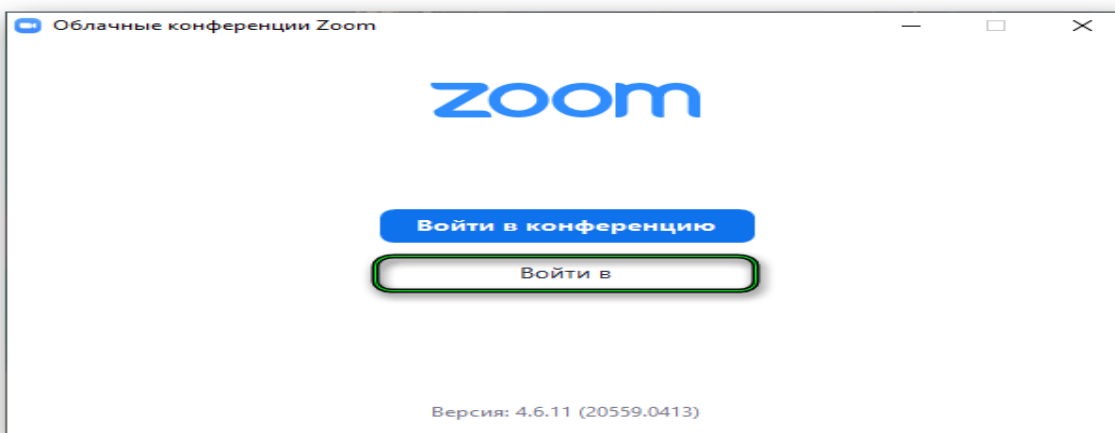 Облачные конференции Zoom
zoom
Войти в конференцию
Войти в
Версия: 4.6.11 (20559.0413)